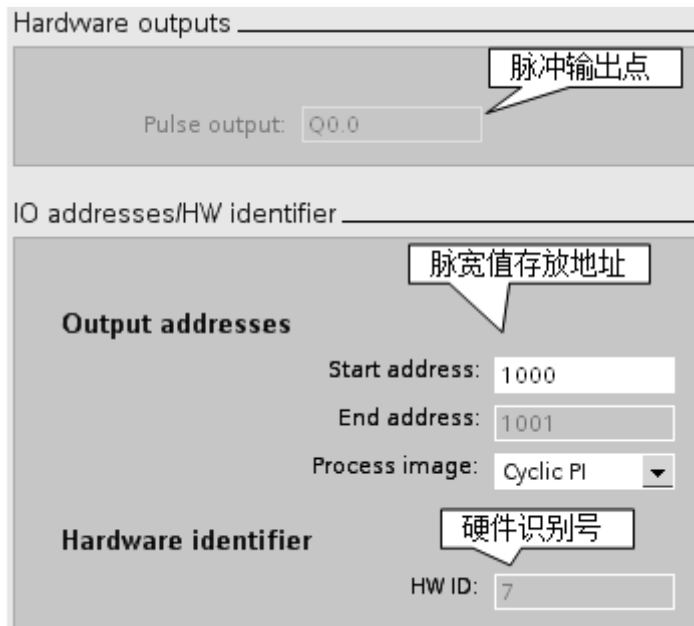 Hardware outputs
脉冲输出点
Pulse output: Q0.0
IO addresses/HW identifier
脉宽值存放地址
Output addresses
Start address: 1000
End address: 1001
Process image: Cyclic PI
硬件识别号
Hardware identifier
HW ID: 7